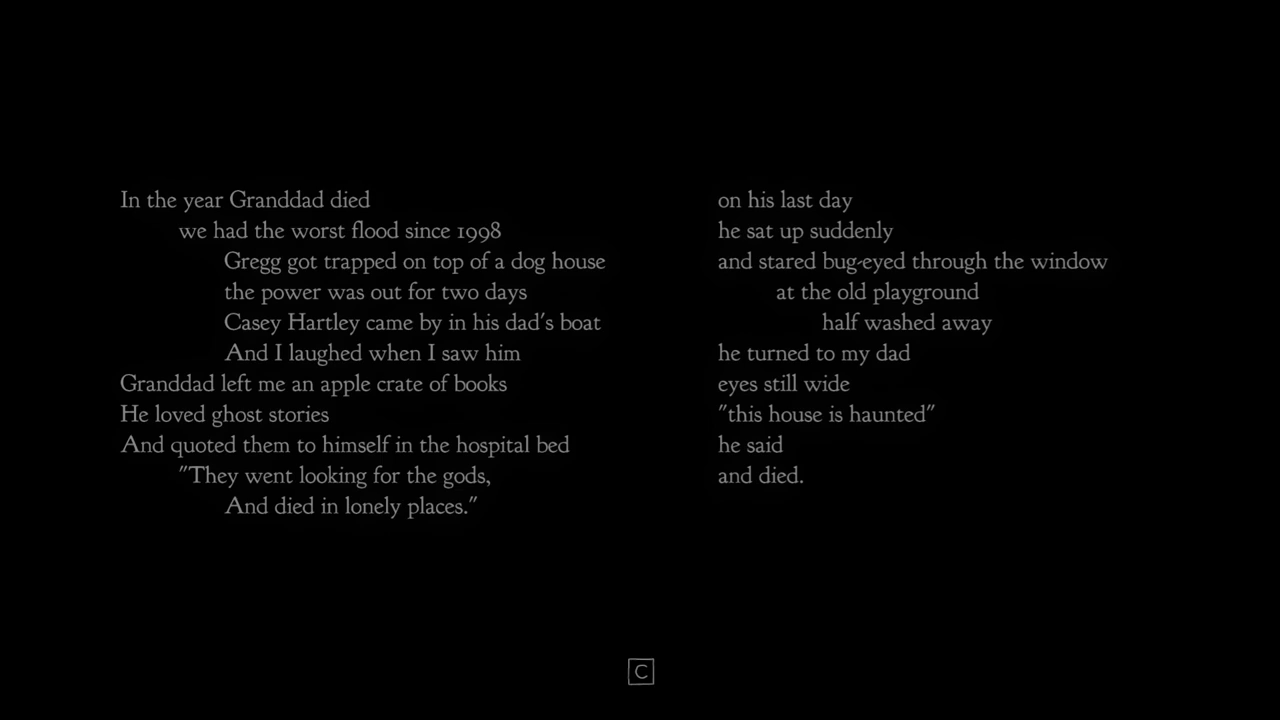 In the year Granddad died
we had the worst flood since 1998
Gregg got trapped on top of a dog house
the power was out for two days
Casey Hartley came by in his dad's boat
And I laughed when I saw him
Granddad left me an apple crate of books
He loved ghost stories
And quoted them to himself in the hospital bed
"They went looking for the gods,
And died in lonely places."
on his last day
he sat up suddenly
and stared bug-eyed through the window
at the old playground
half washed away
he turned to my dad
eyes still wide
"this house is haunted"
he said
and died.
C